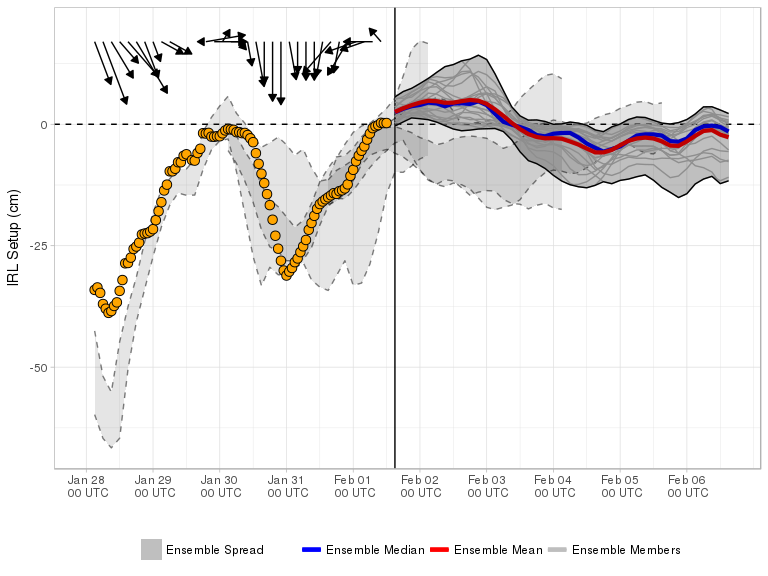 IRL Setup (cm)
0
-25
-50
Jan 28 Jan 29 Jan 30 Jan 31 Feb 01 Feb 02 Feb 03 Feb 04 Feb 05 Feb 06
00 UTC 00 UTC 00 UTC 00 UTC 00 UTC 00 UTC 00 UTC 00 UTC 00 UTC 00 UTC
Ensemble Spread Ensemble Median Ensemble Mean Ensemble Members